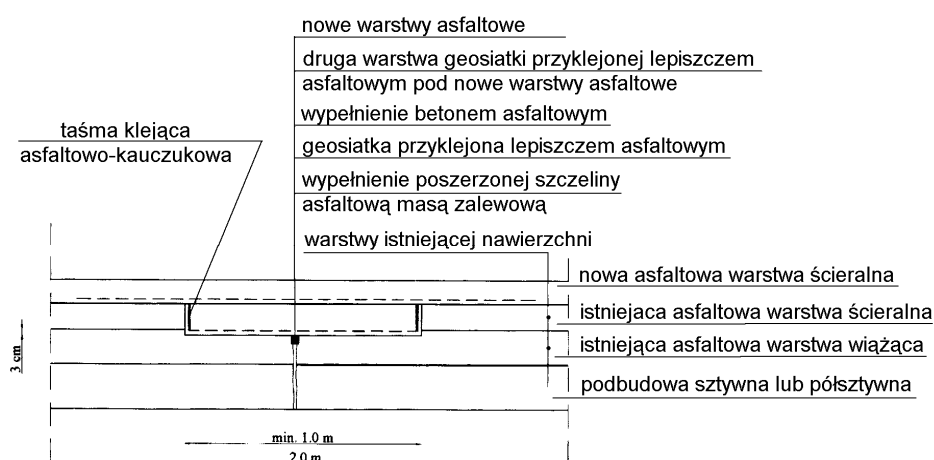 nowe warstwy asfaltowe
druga warstwa geosiatki przyklejonej lepiszczem
asfaltowym pod nowe warstwy asfaltowe
wypełnienie betonem asfaltowym
taśma klejąca
asfaltowo-kauczukowa
geosiatka przyklejona lepiszczem asfaltowym
wypełnienie poszerzonej szczeliny
asfaltową masą zalewową
warstwy istniejącej nawierzchni
nowa asfaltowa warstwa ścieralna
istniejaca asfaltowa warstwa ścieralna
istniejąca asfaltowa warstwa wiążąca
podbudowa sztywna lub półsztywna
3 cm
min. 1.0 m
2.0 m